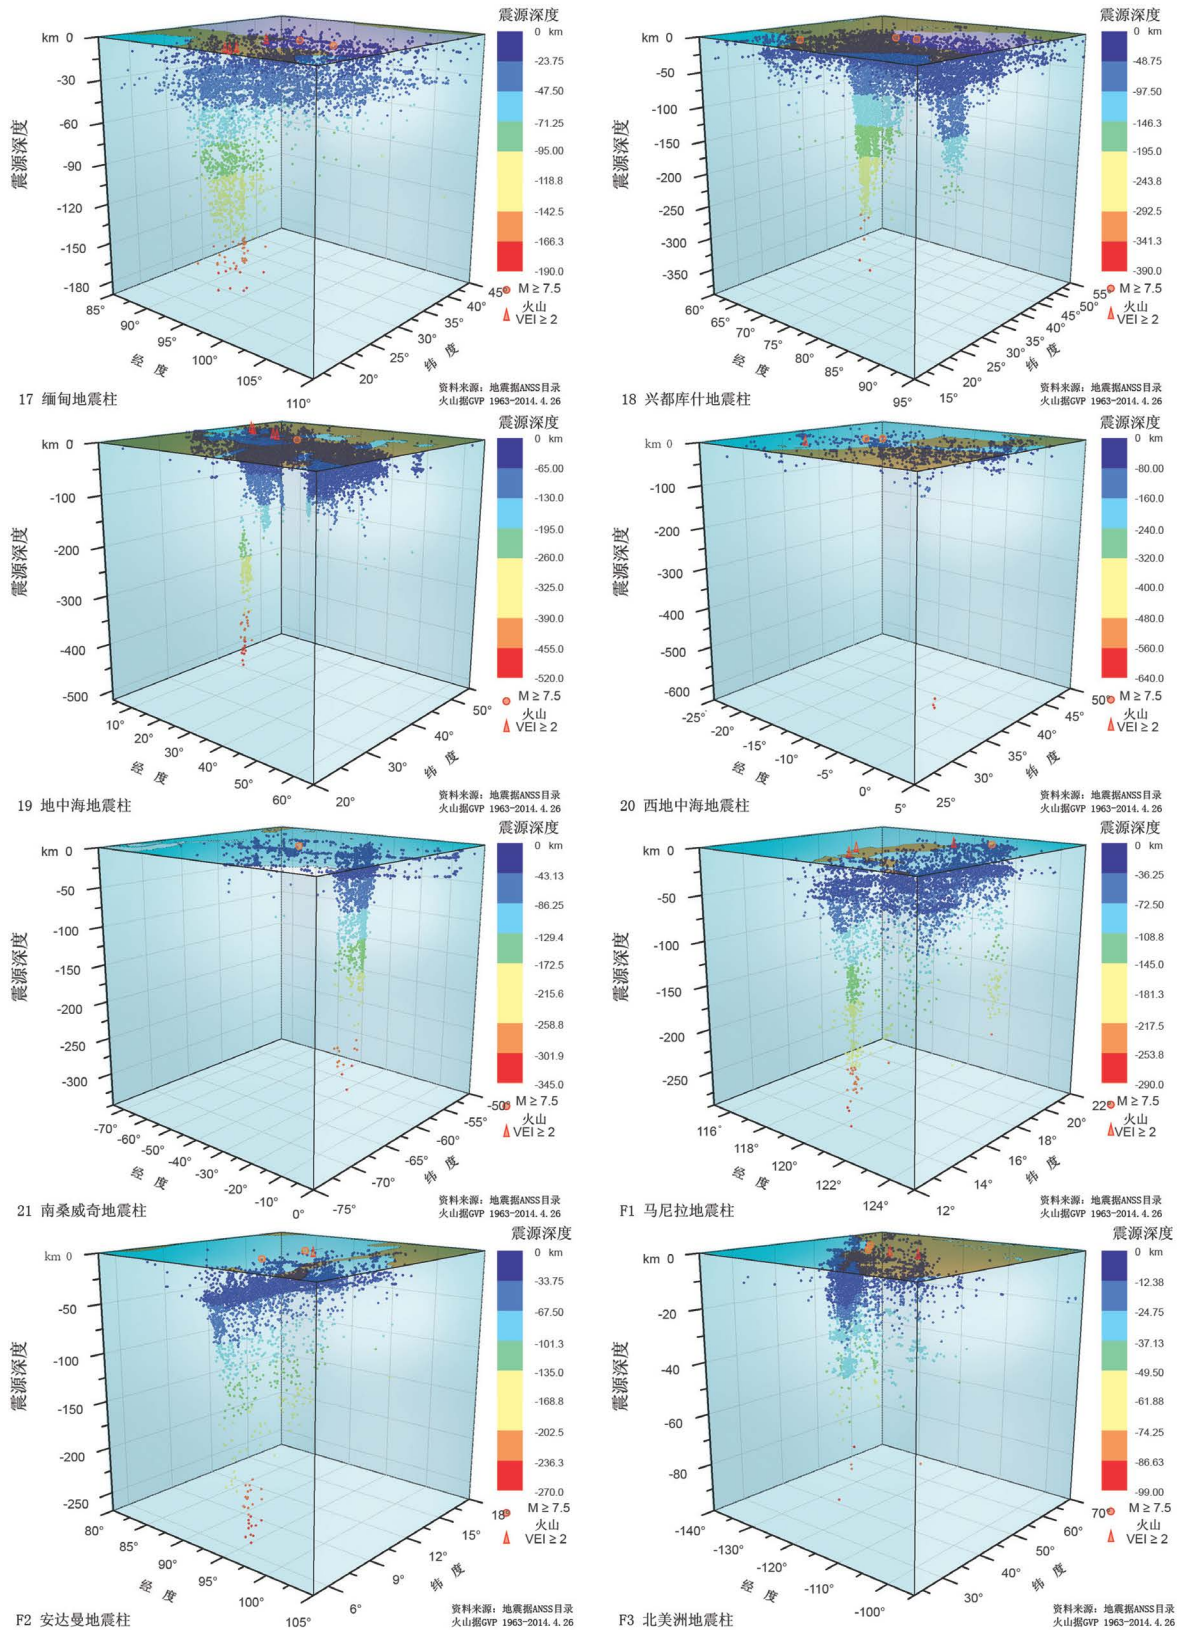 震源深度
km 0
-30
-60
-90
-120
-150
-180
85°
90°
95°
100°
105°
110°
20°
25°
30°
35°
40°
45°
经 度
纬 度
震源深度
0 km
-23.75
-47.50
-71.25
-95.00
-118.8
-142.5
-166.3
-190.0
M ≥ 7.5
火山
VEI ≥ 2
17 缅甸地震柱
资料来源: 地震据ANSS目录
火山据GVP 1963-2014.4.26
震源深度
km 0
-50
-100
-150
-200
-250
-300
-350
60°
65°
70°
75°
80°
85°
90°
95°
15°
20°
25°
30°
35°
40°
45°
50°
55°
经 度
纬 度
震源深度
0 km
-48.75
-97.50
-146.3
-195.0
-243.8
-292.5
-341.3
-390.0
M ≥ 7.5
火山
VEI ≥ 2
18 兴都库什地震柱
资料来源: 地震据ANSS目录
火山据GVP 1963-2014.4.26
震源深度
km 0
-100
-200
-300
-400
-500
10°
20°
30°
40°
50°
60°
20°
30°
40°
50°
经 度
纬 度
震源深度
0 km
-65.00
-130.0
-195.0
-260.0
-325.0
-390.0
-455.0
-520.0
M ≥ 7.5
火山
VEI ≥ 2
19 地中海地震柱
资料来源: 地震据ANSS目录
火山据GVP 1963-2014.4.26
震源深度
km 0
-100
-200
-300
-400
-500
-600
-25°
-20°
-15°
-10°
-5°
0°
5°
25°
30°
35°
40°
45°
50°
经 度
纬 度
震源深度
0 km
-80.00
-160.0
-240.0
-320.0
-400.0
-480.0
-560.0
-640.0
M ≥ 7.5
火山
VEI ≥ 2
20 西地中海地震柱
资料来源: 地震据ANSS目录
火山据GVP 1963-2014.4.26
震源深度
km 0
-50
-100
-150
-200
-250
-300
-70°
-60°
-50°
-40°
-30°
-20°
-10°
0°
-75°
-70°
-65°
-60°
-55°
-50°
经 度
纬 度
震源深度
0 km
-43.13
-86.25
-129.4
-172.5
-215.6
-258.8
-301.9
-345.0
M ≥ 7.5
火山
VEI ≥ 2
21 南桑威奇地震柱
资料来源: 地震据ANSS目录
火山据GVP 1963-2014.4.26
震源深度
km 0
-50
-100
-150
-200
-250
116°
118°
120°
122°
124°
12°
14°
16°
18°
20°
22°
经 度
纬 度
震源深度
0 km
-36.25
-72.50
-108.8
-145.0
-181.3
-217.5
-253.8
-290.0
M ≥ 7.5
火山
VEI ≥ 2
F1 马尼拉地震柱
资料来源: 地震据ANSS目录
火山据GVP 1963-2014.4.26
震源深度
km 0
-50
-100
-150
-200
-250
80°
85°
90°
95°
100°
105°
6°
9°
12°
15°
18°
经 度
纬 度
震源深度
0 km
-33.75
-67.50
-101.3
-135.0
-168.8
-202.5
-236.3
-270.0
M ≥ 7.5
火山
VEI ≥ 2
F2 安达曼地震柱
资料来源: 地震据ANSS目录
火山据GVP 1963-2014.4.26
震源深度
km 0
-20
-40
-60
-80
-140°
-130°
-120°
-110°
-100°
30°
40°
50°
60°
70°
经 度
纬 度
震源深度
0 km
-12.38
-24.75
-37.13
-49.50
-61.88
-74.25
-86.63
-99.00
M ≥ 7.5
火山
VEI ≥ 2
F3 北美洲地震柱
资料来源: 地震据ANSS目录
火山据GVP 1963-2014.4.26